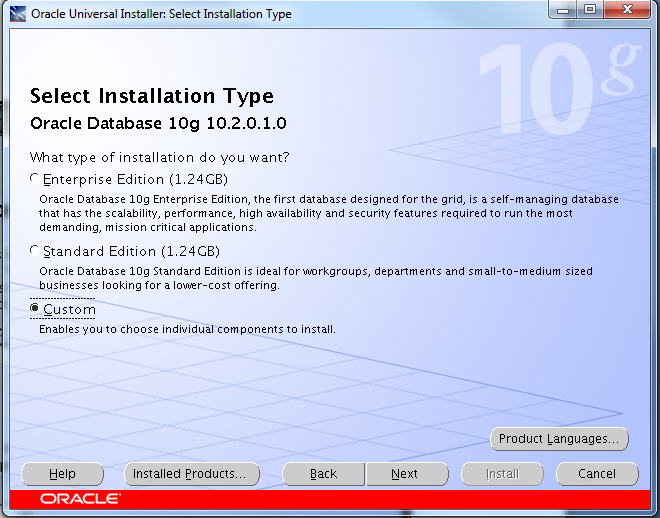 Oracle Universal Installer: Select Installation Type
10g
Select Installation Type
Oracle Database 10g 10.2.0.1.0
What type of installation do you want?
Enterprise Edition (1.24GB)
Oracle Database 10g Enterprise Edition, the first database designed for the grid, is a self-managing database
that has the scalability, performance, high availability and security features required to run the most
demanding, mission critical applications.
Standard Edition (1.24GB)
Oracle Database 10g Standard Edition is ideal for workgroups, departments and small-to-medium sized
businesses looking for a lower-cost offering.
Custom
Enables you to choose individual components to install.
Product Languages...
Help Installed Products... Back Next Install Cancel
ORACLE